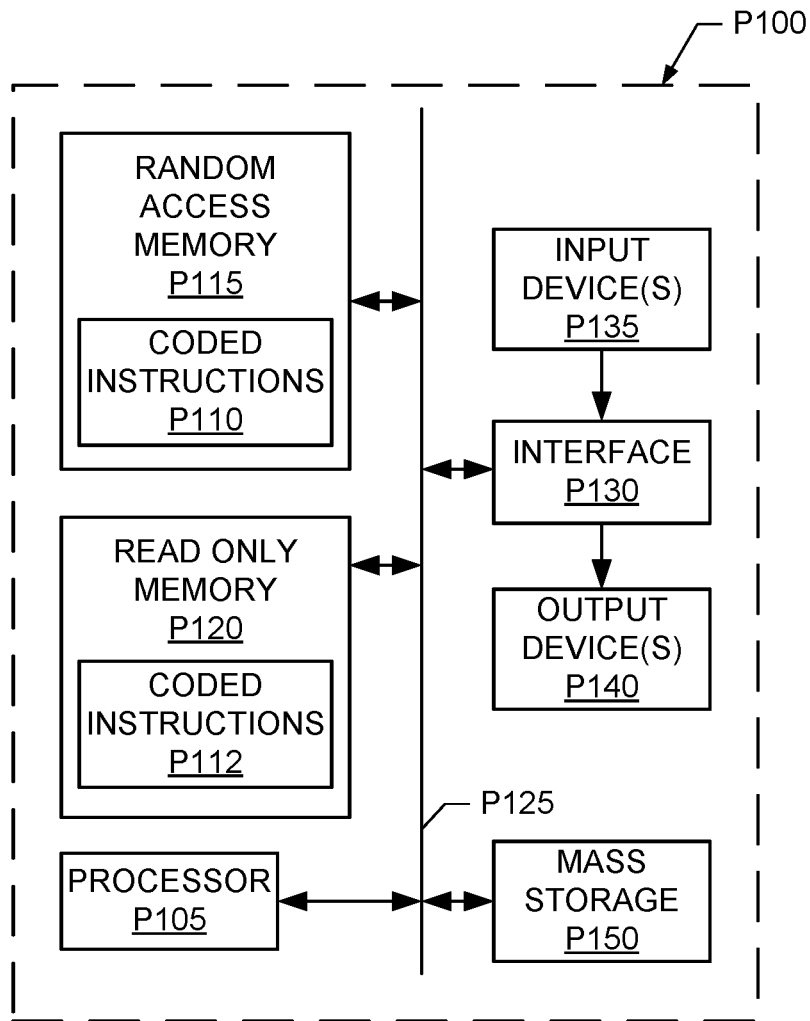 P100
RANDOM
ACCESS
MEMORY
P115
CODED
INSTRUCTIONS
P110
READ ONLY
MEMORY
P120
CODED
INSTRUCTIONS
P112
PROCESSOR
P105
INPUT
DEVICE(S)
P135
INTERFACE
P130
OUTPUT
DEVICE(S)
P140
P125
MASS
STORAGE
P150